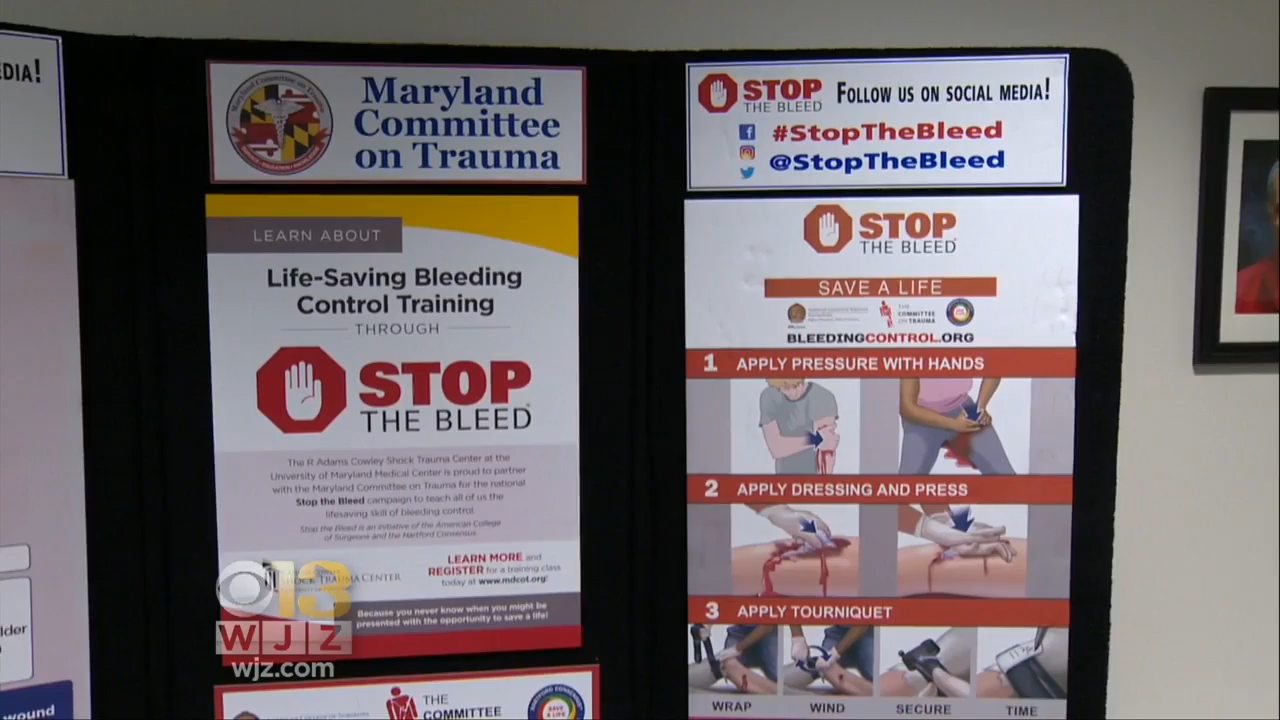 EDIA!
Maryland
Committee
on Trauma
LEARN ABOUT
Life-Saving Bleeding
Control Training
THROUGH
STOP
THE BLEED
The R Adams Cowley Shock Trauma Center at the
University of Maryland Medical Center is proud to partner
with the Maryland Committee on Trauma for the national
Stop the Bleed campaign to teach all of us the
lifesaving skill of bleeding control.
Stop the Bleed is an initiative of the American College
of Surgeons and the Hartford Consensus.
SHOCK TRAUMA CENTER
LEARN MORE and
REGISTER for a training class
today at www.mdcot.org!
Because you never know when you might be
presented with the opportunity to save a life!
THE
COMMITTEE
SAVE
A LIFE
STOP
THE BLEED
FOLLOW US ON SOCIAL MEDIA!
#StopTheBleed
@StopTheBleed
STOP
THE BLEED
SAVE A LIFE
THE
COMMITTEE
ON TRAUMA
BLEEDINGCONTROL.ORG
1 APPLY PRESSURE WITH HANDS
2 APPLY DRESSING AND PRESS
3 APPLY TOURNIQUET
WRAP WIND SECURE TIME
lder
wound
13
WJZ
wjz.com